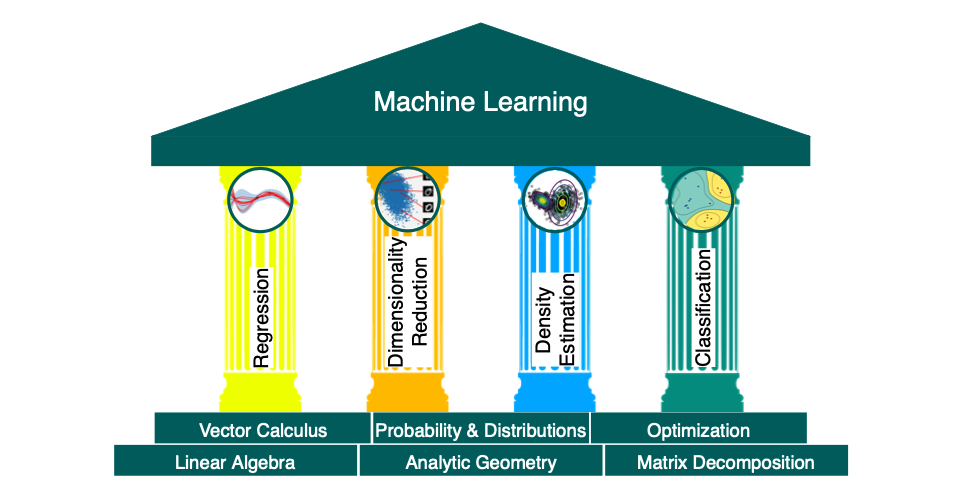 Machine Learning
Regression
Dimensionality
Reduction
Density
Estimation
Classification
Vector Calculus
Probability & Distributions
Optimization
Linear Algebra
Analytic Geometry
Matrix Decomposition